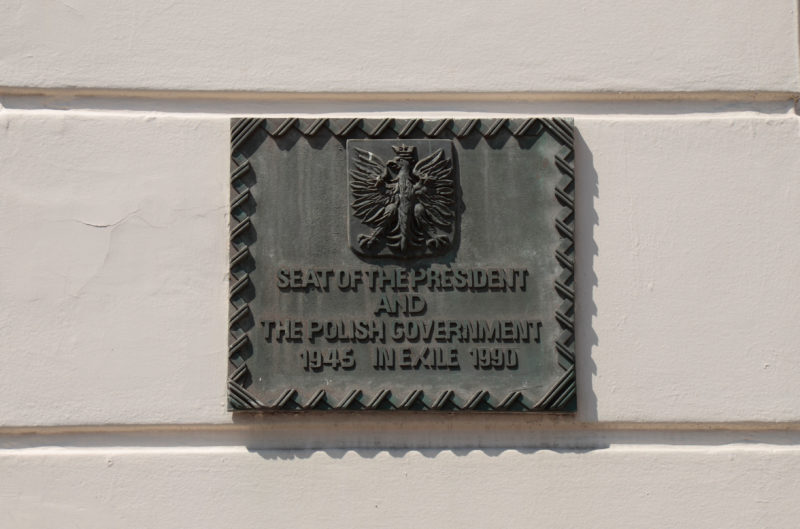 SEAT OF THE PRESIDENT
AND
THE POLISH GOVERNMENT
1945 IN EXILE 1990